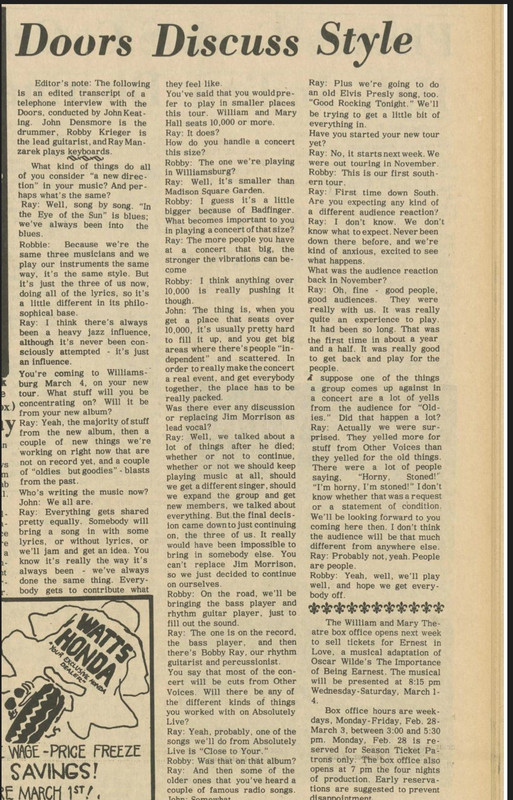 Doors Discuss Style
Editor's note: The following
is an edited transcript of a
telephone interview with the
Doors, conducted by John Keat-
ing. John Densmore is the
drummer, Robby Krieger is
the lead guitarist, and Ray Man-
zarek plays keyboards.
What kind of things do all
of you consider "a new direc-
tion" in your music? And per-
haps what's the same?
Ray: Well, song by song. "In
the Eye of the Sun" is blues;
we've always been into the
blues.
Robbie: Because we're the
same three musicians and we
play our instruments the same
way, it's the same style. But
it's just the three of us now,
doing all of the lyrics, so it's
a little different in its philo-
sophical base.
Ray: I think there's always
been a heavy jazz influence,
although it's never been con-
sciously attempted - it's just
an influence.
You're coming to Williams-
burg March 4, on your new
tour. What stuff will you be
concentrating on? Will it be
from your new album?
Ray: Yeah, the majority of stuff
from the new album, then a
couple of new things we're
working on right now that are
not on record yet, and a couple
of "oldies but goodies" - blasts
from the past.
Who's writing the music now?
John: We all are.
Ray: Everything gets shared
pretty equally. Somebody will
bring a song in with some
lyrics, or without lyrics, or
we'll jam and get an idea. You
know it's really the way it's
always been - we've always
done the same thing. Every-
body gets to contribute what
WATTS
HONDA
YOUR EXCLUSIVE HONDA
DEALER
WAGE-PRICE FREEZE
SAVINGS!
RE MARCH 1ST!,
they feel like.
You've said that you would pre-
fer to play in smaller places
this tour. William and Mary
Hall seats 10,000 or more.
Ray: It does?
How do you handle a concert
this size?
Robby: The one we're playing
in Williamsburg?
Ray: Well, it's smaller than
Madison Square Garden.
Robby: I guess it's a little
bigger because of Badfinger.
What becomes important to you
in playing a concert of that size?
Ray: The more people you have
at a concert that big, the
stronger the vibrations can be-
come
Robby: I think anything over
10,000 is really pushing it
though.
John: The thing is, when you
get a place that seats over
10,000, it's usually pretty hard
to fill it up, and you get big
areas where there's people "in-
dependent" and scattered. In
order to really make the concert
a real event, and get everybody
together, the place has to be
really packed.
Was there ever any discussion
or replacing Jim Morrison as
lead vocal?
Ray: Well, we talked about a
lot of things after he died;
whether or not to continue,
whether or not we should keep
playing music at all, should
we get a different singer, should
we expand the group and get
new members, we talked about
everything. But the final decis-
ion came down to just continuing
on, the three of us. It really
would have been impossible to
bring in somebody else. You
can't replace Jim Morrison,
so we just decided to continue
on ourselves.
Robby: On the road, we'll be
bringing the bass player and
rhythm guitar player, just to
fill out the sound.
Ray: The one is on the record,
the bass player, and then
there's Bobby Ray, our rhythm
guitarist and percussionist.
You say that most of the con-
cert will be cuts from Other
Voices. Will there be any of
the different kinds of things
you worked with on Absolutely
Live?
Ray: Yeah, probably, one of the
songs we'll do from Absolutely
Live is "Close to Your."
Robby: Was that on that album?
Ray: And then some of the
older ones that you've heard a
couple of famous radio songs.
John: Somewhat
Ray: Plus we're going to do
an old Elvis Presly song, too.
"Good Rocking Tonight." We'll
be trying to get a little bit of
everything in.
Have you started your new tour
yet?
Ray: No, it starts next week. We
were out touring in November.
Robby: This is our first south-
ern tour.
Ray: First time down South.
Are you expecting any kind of
a different audience reaction?
Ray: I don't know. We don't
know what to expect. Never been
down there before, and we're
kind of anxious, excited to see
what happens.
What was the audience reaction
back in November?
Ray: Oh, fine - good people,
good audiences. They were
really with us. It was really
quite an experience to play.
It had been so long. That was
the first time in about a year
and a half. It was really good
to get back and play for the
people.
suppose one of the things
a group comes up against in
a concert are a lot of yells
from the audience for "Old-
ies." Did that happen a lot?
Ray: Actually we were sur-
prised. They yelled more for
stuff from Other Voices than
they yelled for the old things.
There were a lot of people
saying, "Horny, Stoned!"
"I'm horny, I'm stoned!" I don't
know whether that was a request
or a statement of condition.
We'll be looking forward to you
coming here then. I don't think
the audience will be that much
different from anywhere else.
Ray: Probably not, yeah. People
are people.
Robby: Yeah, well, we'll play
well, and hope we get every-
body off.
The William and Mary The-
atre box office opens next week
to sell tickets for Ernest in
Love, a musical adaptation of
Oscar Wilde's The Importance
of Being Earnest. The musical
will be presented at 8:15 pm
Wednesday-Saturday, March 1-
4.
Box office hours are week-
days, Monday-Friday, Feb. 28-
March 3, between 3:00 and 5:30
pm. Monday, Feb. 28 is re-
served for Season Ticket Pa-
trons only. The box office also
opens at 7 pm the four nights
of production. Early reserva-
tions are suggested to prevent
disappointment